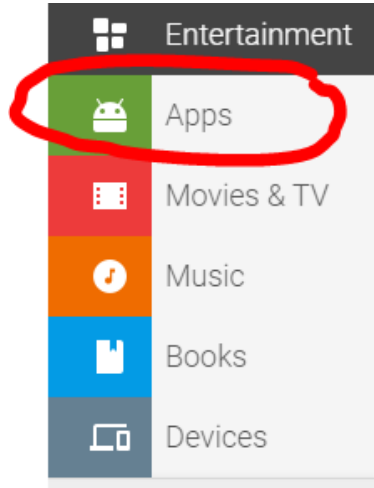 Entertainment
Apps
Movies & TV
Music
Books
Devices